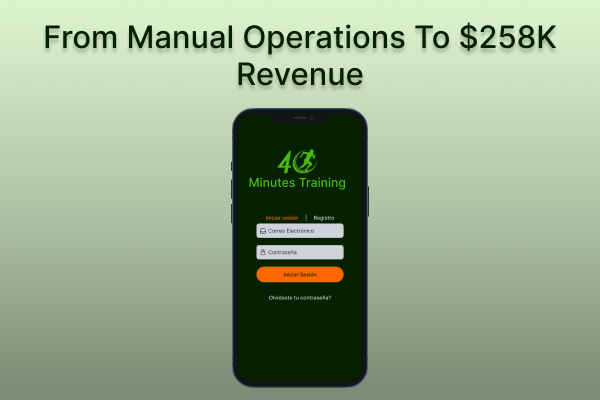 From Manual Operations To $258K
Revenue
40
Minutes Training
Iniciar sesión | Registro
Correo Electrónico
Contraseña
Iniciar Sesión
Olvidaste tu contraseña?